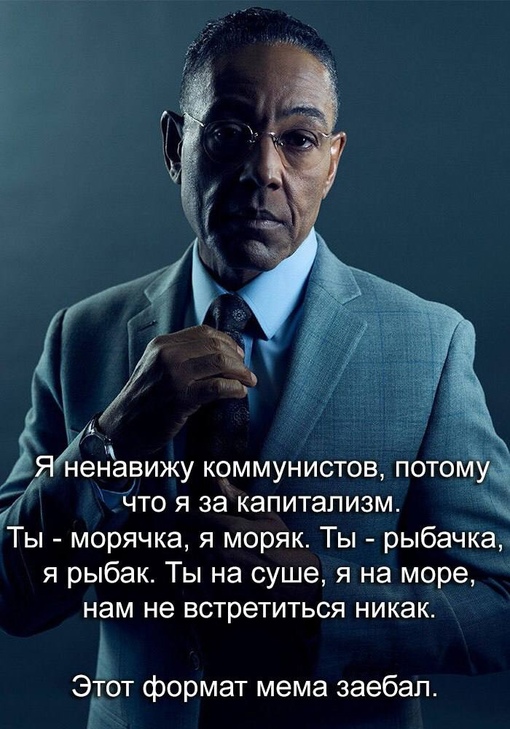 Я ненавижу коммунистов, потому
что я за капитализм.
Ты - морячка, я моряк. Ты - рыбачка,
я рыбак. Ты на суше, я на море,
нам не встретиться никак.
Этот формат мема заебал.